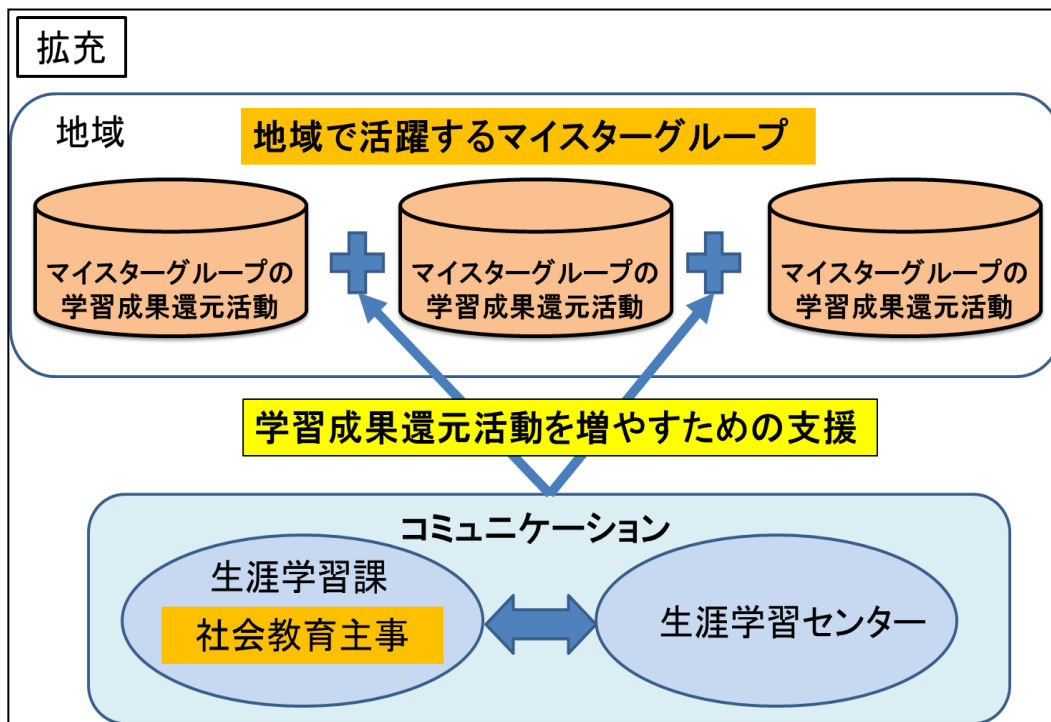 拡充
地域
地域で活躍するマイスターグループ
マイスターグループの
学習成果還元活動
マイスターグループの
学習成果還元活動
マイスターグループの
学習成果還元活動
学習成果還元活動を増やすための支援
コミュニケーション
生涯学習課
社会教育主事
生涯学習センター